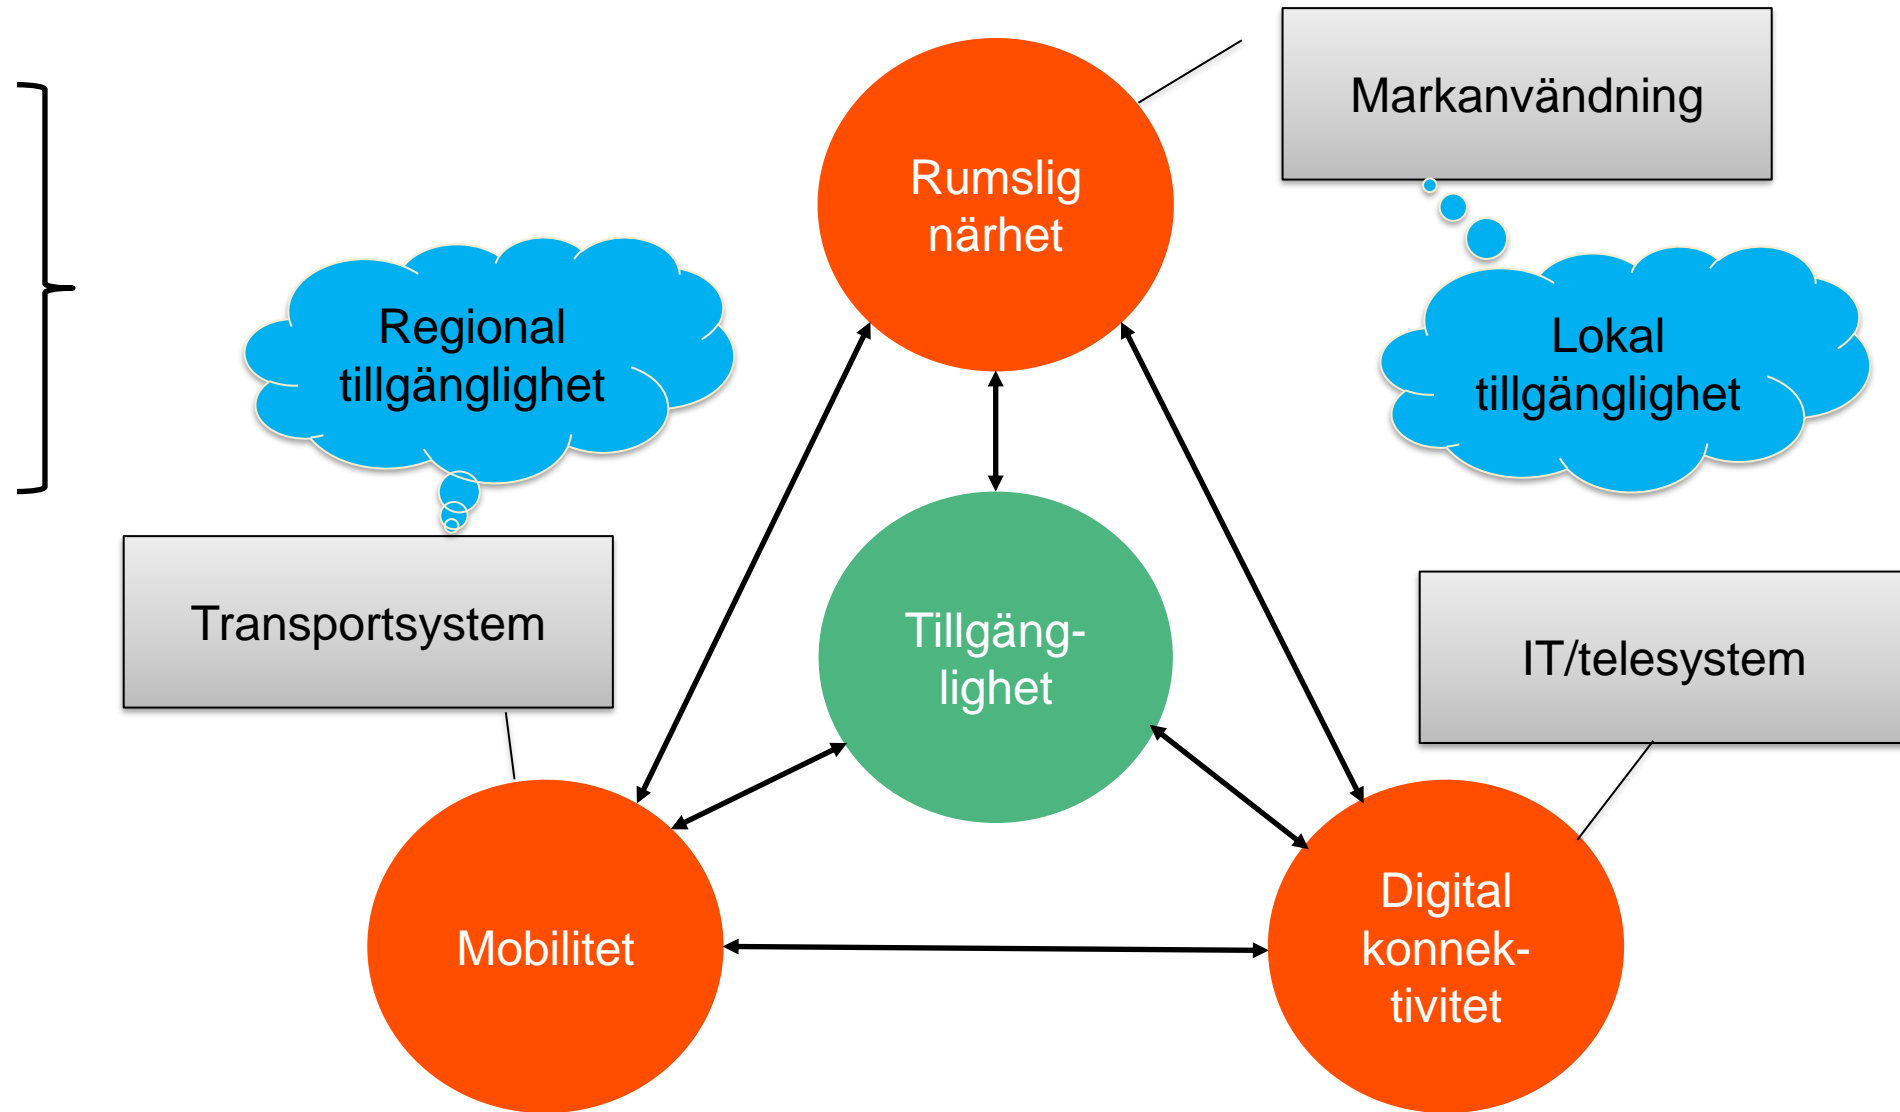 Markanvändning
Rumslig
närhet
Regional
tillgänglighet
Lokal
tillgänglighet
Transportsystem
Tillgäng-
lighet
IT/telesystem
Mobilitet
Digital
konnek-
tivitet